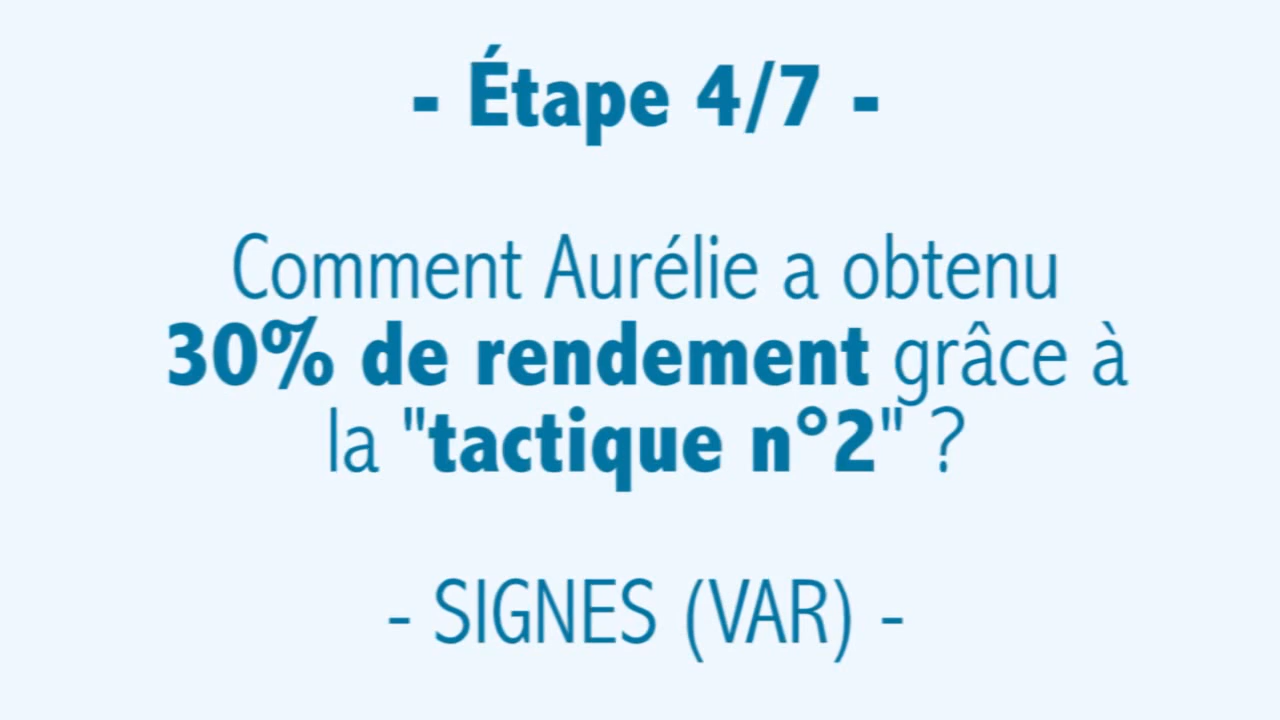 - Étape 4/7 -
Comment Aurélie a obtenu
30% de rendement grâce à
la "tactique n°2" ?
- SIGNES (VAR) -